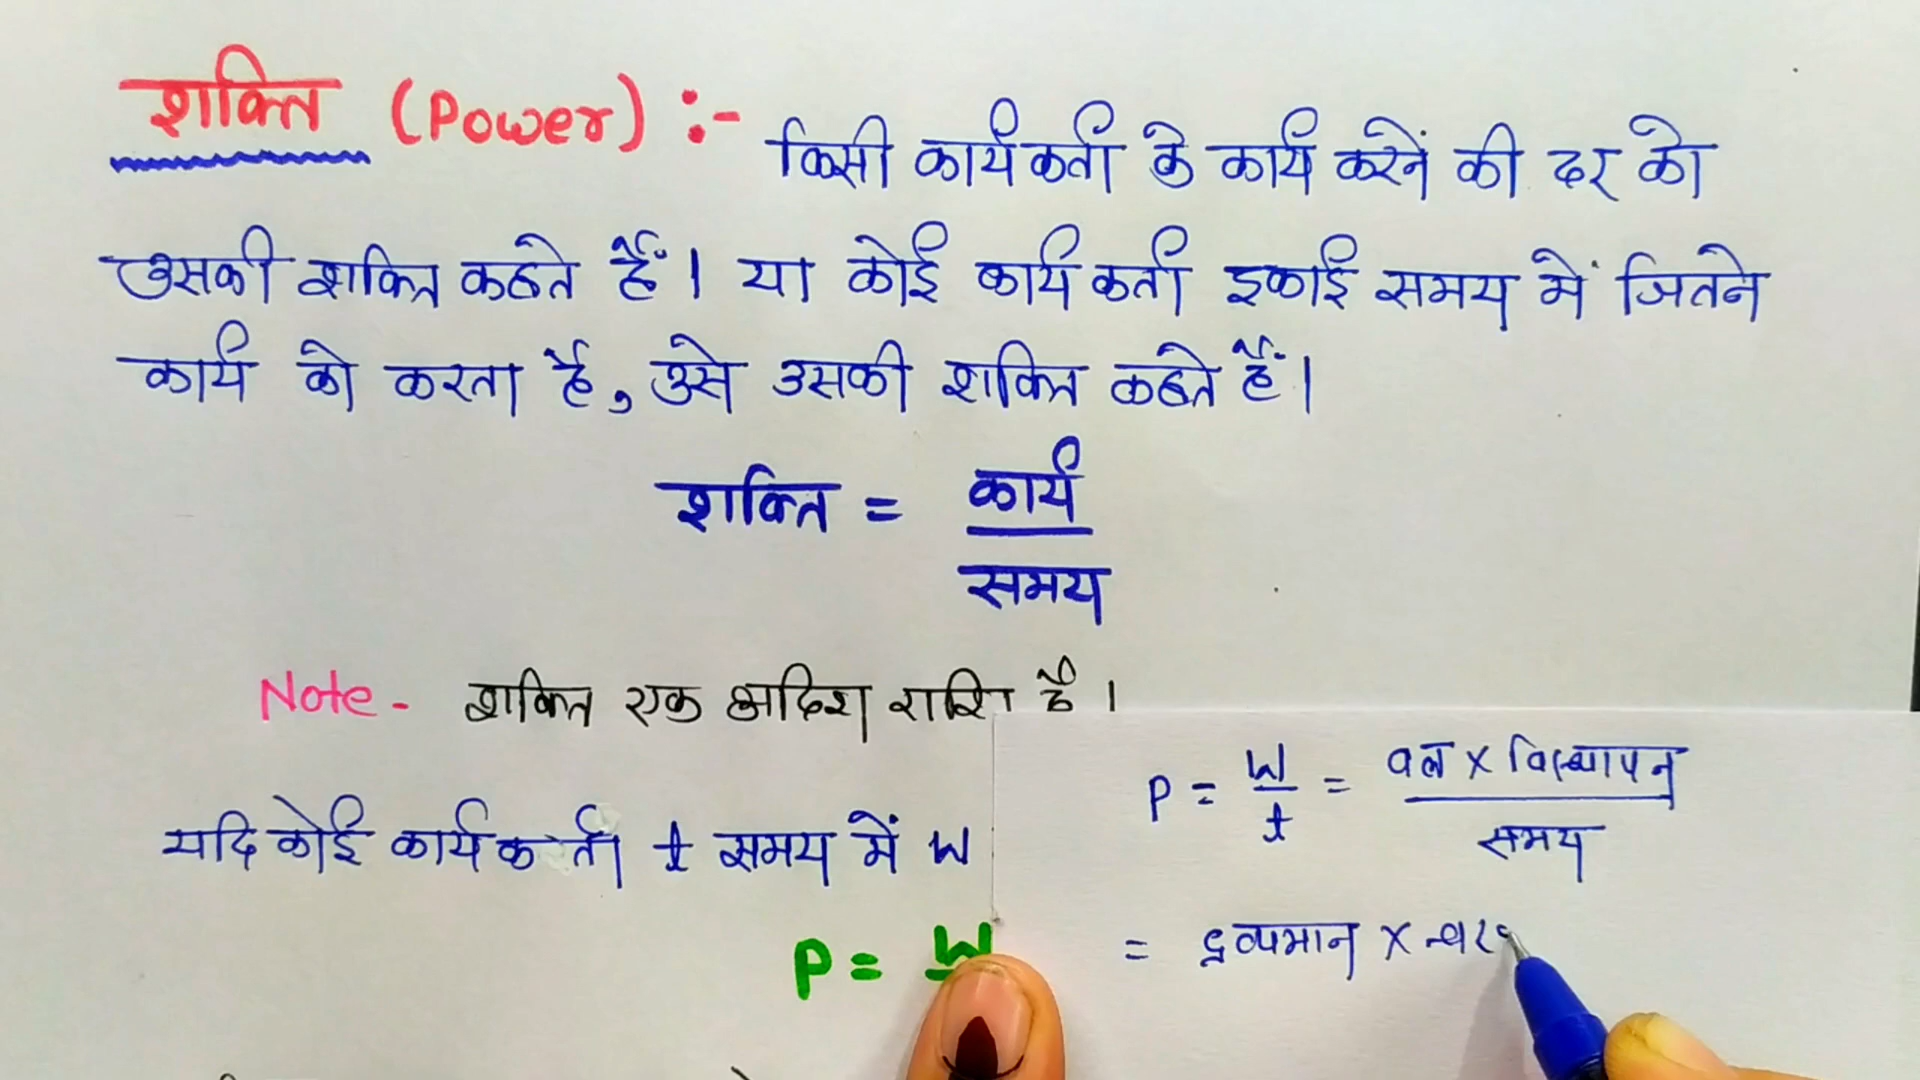 शक्ति (Power) :- किसी कार्यकर्ता के कार्य करनें की दर को
उसकी शक्ति कहते हैं। या कोई कार्यकर्ता इकाई समय में जितने
कार्य को करता है, उसे उसकी शक्ति कहते हैं।
शक्ति = कार्य
समय
Note - शक्ति एक अदिश राशि है।
यदि कोई कार्यकर्ता t समय में W
P = W
P = W/t = बल x विस्थापन
समय
= द्रव्यमान x